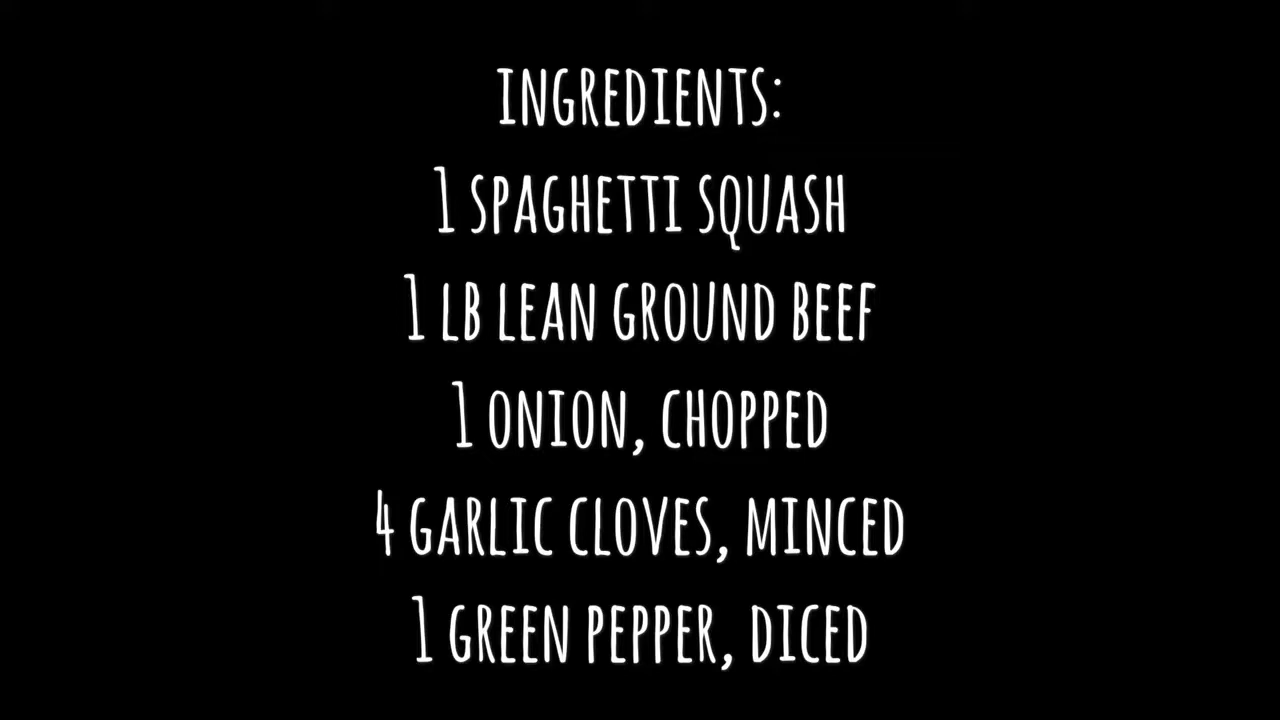 INGREDIENTS:
1 SPAGHETTI SQUASH
1 LB LEAN GROUND BEEF
1 ONION, CHOPPED
4 GARLIC CLOVES, MINCED
1 GREEN PEPPER, DICED